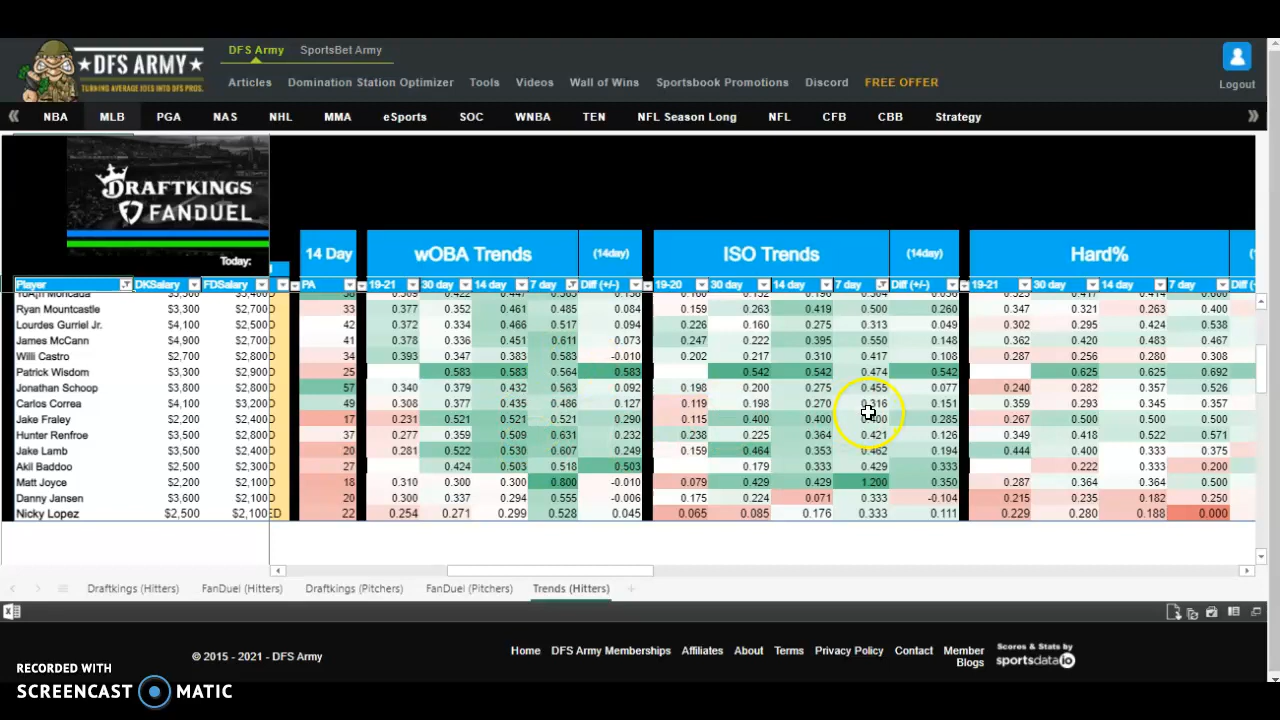 DFS Army SportsBet Army
★DFS ARMY★
TURNING AVERAGE JOES INTO DFS PROS.
Articles Domination Station Optimizer Tools Videos Wall of Wins Sportsbook Promotions Discord FREE OFFER
Logout
NBA MLB PGA NAS NHL MMA eSports SOC WNBA TEN NFL Season Long NFL CFB CBB Strategy
DRAFTKINGS
FANDUEL
Today:
14 Day wOBA Trends (14day) ISO Trends (14day) Hard%
Player DKSalary FDSalary PA 19-21 30 day 14 day 7 day Diff (+/-) 19-20 30 day 14 day 7 day Diff (+/-) 19-21 30 day 14 day 7 day Diff
Ryan Mountcastle $3,300 $2,700 33 0.377 0.352 0.461 0.485 0.084 0.159 0.263 0.419 0.500 0.260 0.347 0.321 0.263 0.400
Lourdes Gurriel Jr. $4,100 $2,500 42 0.372 0.334 0.466 0.517 0.094 0.226 0.160 0.275 0.313 0.049 0.302 0.295 0.424 0.538
James McCann $4,900 $2,700 41 0.378 0.336 0.451 0.611 0.073 0.247 0.222 0.395 0.550 0.148 0.362 0.420 0.483 0.467
Willi Castro $2,700 $2,800 34 0.393 0.347 0.383 0.583 -0.010 0.202 0.217 0.310 0.417 0.108 0.287 0.256 0.280 0.308
Patrick Wisdom $3,300 $2,900 25 0.583 0.583 0.564 0.583 0.542 0.542 0.474 0.542 0.625 0.625 0.692
Jonathan Schoop $3,800 $2,800 57 0.340 0.379 0.432 0.563 0.092 0.198 0.200 0.275 0.455 0.077 0.240 0.282 0.357 0.526
Carlos Correa $4,100 $3,200 49 0.308 0.398 0.435 0.486 0.127 0.119 0.198 0.270 0.316 0.151 0.359 0.293 0.345 0.357
Jake Fraley $2,900 $2,200 17 0.231 0.521 0.521 0.521 0.290 0.115 0.400 0.400 0.285 0.267 0.500 0.500 0.500
Hunter Renfroe $3,500 $2,800 37 0.277 0.359 0.509 0.631 0.232 0.238 0.225 0.364 0.421 0.126 0.349 0.418 0.522 0.571
Jake Lamb $3,300 $2,200 20 0.281 0.522 0.530 0.607 0.249 0.159 0.464 0.353 0.462 0.194 0.444 0.400 0.333 0.375
Akil Baddoo $2,500 $2,300 27 0.424 0.503 0.518 0.503 0.179 0.333 0.429 0.333 0.222 0.333 0.200
Matt Joyce $2,200 $2,100 18 0.310 0.300 0.300 0.800 -0.010 0.079 0.429 0.429 1.200 0.350 0.287 0.364 0.364 0.500
Danny Jansen $3,600 $2,100 20 0.300 0.337 0.294 0.555 -0.006 0.175 0.224 0.071 0.333 -0.104 0.215 0.235 0.182 0.250
Nicky Lopez $2,500 $2,100 ED 22 0.254 0.271 0.299 0.528 0.045 0.065 0.085 0.176 0.333 0.111 0.229 0.280 0.188 0.000
Draftkings (Hitters) FanDuel (Hitters) Draftkings (Pitchers) FanDuel (Pitchers) Trends (Hitters)
© 2015 - 2021 - DFS Army
Home DFS Army Memberships Affiliates About Terms Privacy Policy Contact Member Blogs
Scores & Stats by
sportsdataio
RECORDED WITH
SCREENCAST MATIC